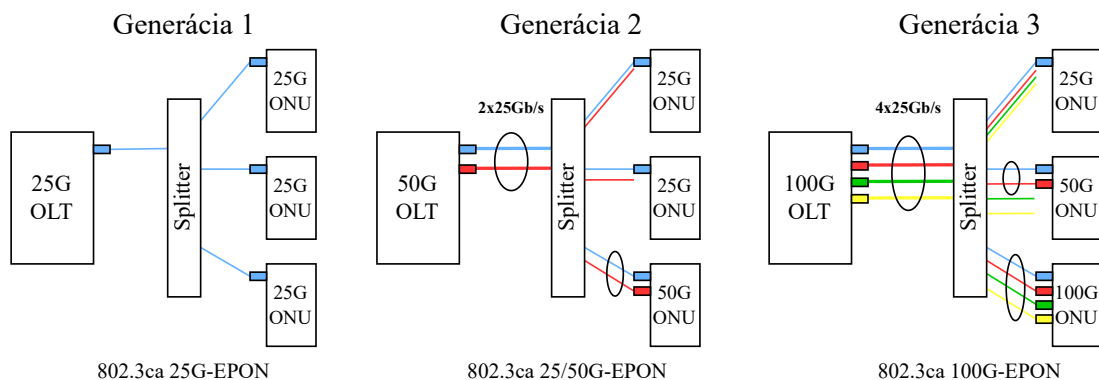 Generácia 1
25G
OLT
Splitter
25G
ONU
25G
ONU
25G
ONU
802.3ca 25G-EPON
Generácia 2
50G
OLT
2x25Gb/s
Splitter
25G
ONU
25G
ONU
50G
ONU
802.3ca 25/50G-EPON
Generácia 3
100G
OLT
4x25Gb/s
Splitter
25G
ONU
50G
ONU
100G
ONU
802.3ca 100G-EPON